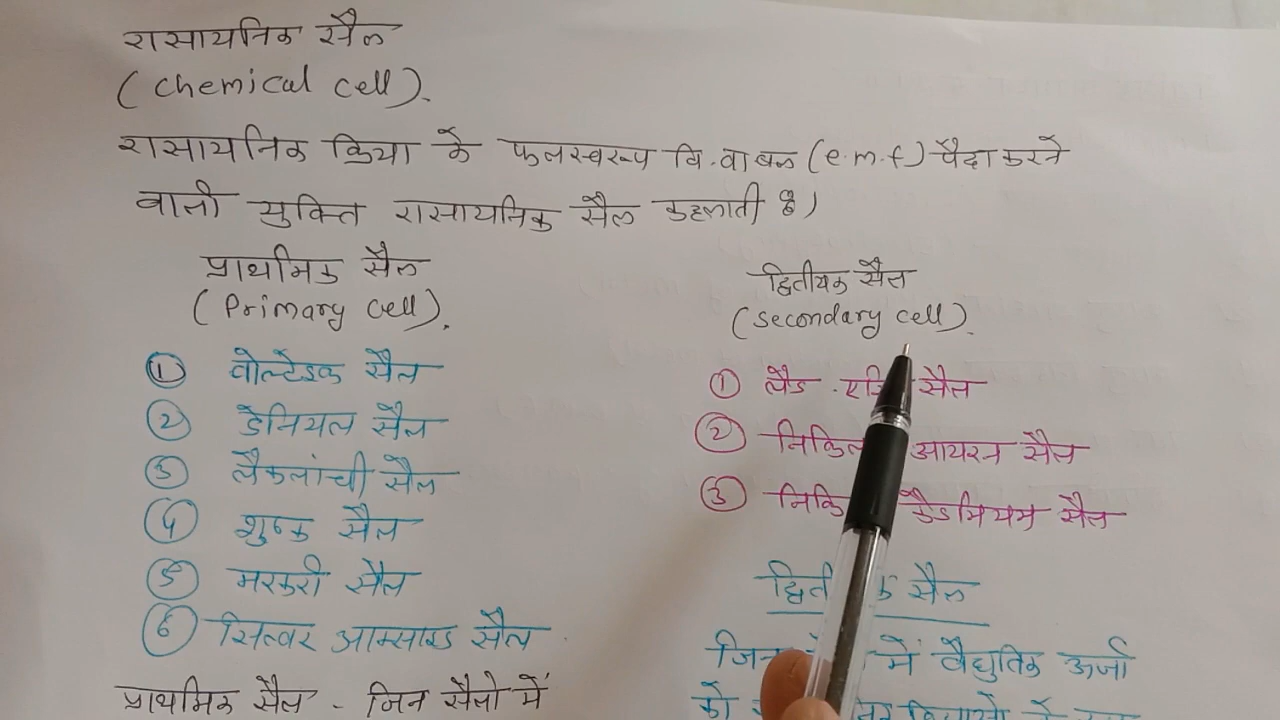 रासायनिक सैल
(Chemical cell).
रासायनिक क्रिया के फलस्वरूप वि.वा बल (e.m.f) पैदा करने
वाली युक्ति रासायनिक सैल कहलाती है।
प्राथमिक सैल
(Primary cell).
① वोल्टेइक सैल
② डेनियल सैल
③ लैकलांची सैल
④ शुष्क सैल
⑤ मरकरी सैल
⑥ सिल्वर आक्साइड सैल
प्राथमिक सैल - जिन सैलो में
द्वितीयक सैल
(secondary cell).
① लैड सैल
② आयरन सैल
③ कैडमियम सैल
सैल
में वैद्युतिक ऊर्जा
को